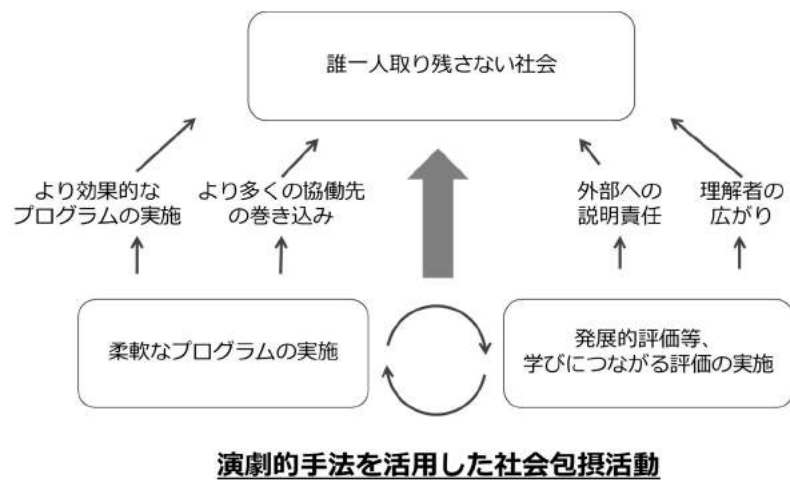 誰一人取り残さない社会
より効果的な
プログラムの実施
より多くの協働先
の巻き込み
外部への
説明責任
理解者の
広がり
柔軟なプログラムの実施
発展的評価等、
学びにつながる評価の実施
演劇的手法を活用した社会包摂活動